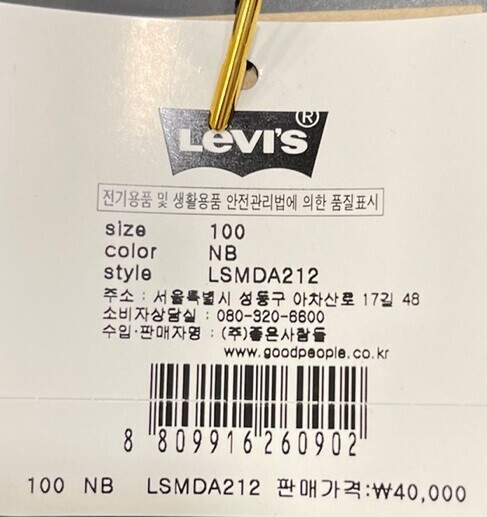 LEVI'S ®
전기용품 및 생활용품 안전관리법에 의한 품질표시
size 100
color NB
style LSMDA212
주소 : 서울특별시 성동구 아차산로 17길 48
소비자상담실 : 080-920-6600
수입·판매자명 : (주)좋은사람들
www.goodpeople.co.kr
8 809916 260902
100 NB LSMDA212 판매가격:₩40,000